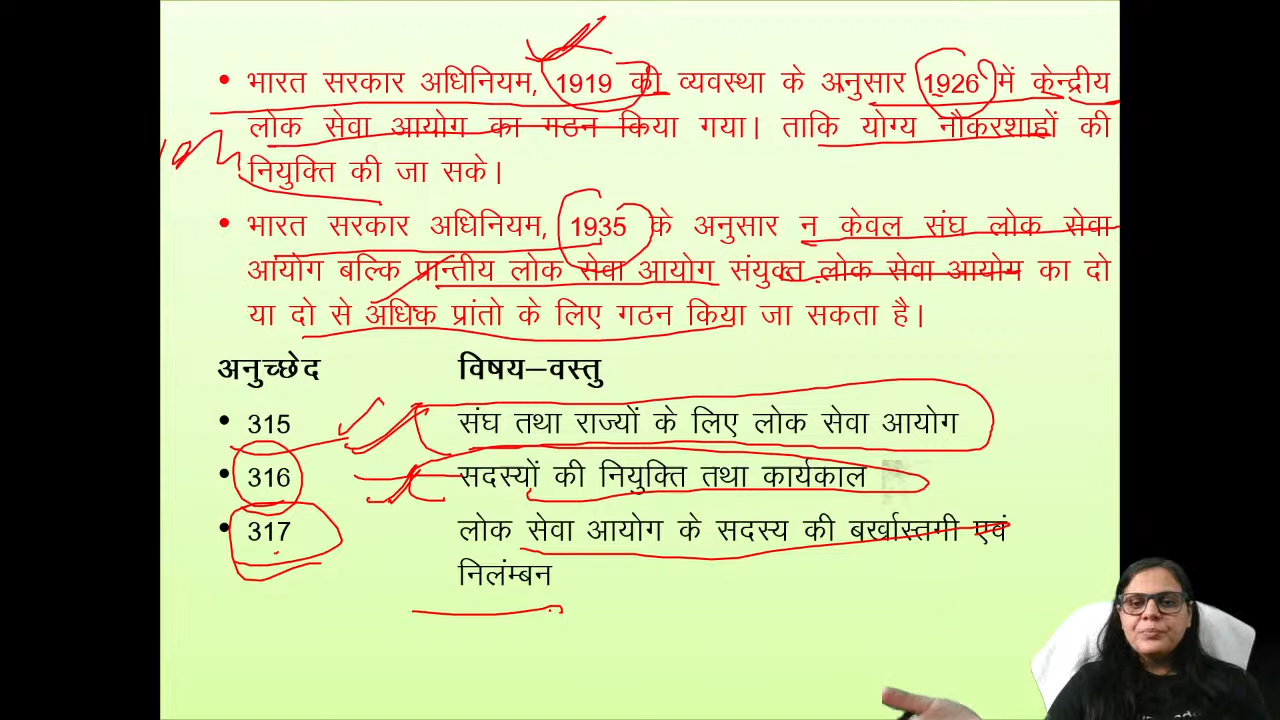 • भारत सरकार अधिनियम, 1919 की व्यवस्था के अनुसार 1926 में केन्द्रीय
लोक सेवा आयोग का गठन किया गया। ताकि योग्य नौकरशाहों की
नियुक्ति की जा सके।
• भारत सरकार अधिनियम, 1935 के अनुसार न केवल संघ लोक सेवा
आयोग बल्कि प्रान्तीय लोक सेवा आयोग संयुक्त लोक सेवा आयोग का दो
या दो से अधिक प्रांतो के लिए गठन किया जा सकता है।
अनुच्छेद विषय–वस्तु
• 315 संघ तथा राज्यों के लिए लोक सेवा आयोग
• 316 सदस्यों की नियुक्ति तथा कार्यकाल
• 317 लोक सेवा आयोग के सदस्य की बर्खास्तगी एवं
निलंम्बन